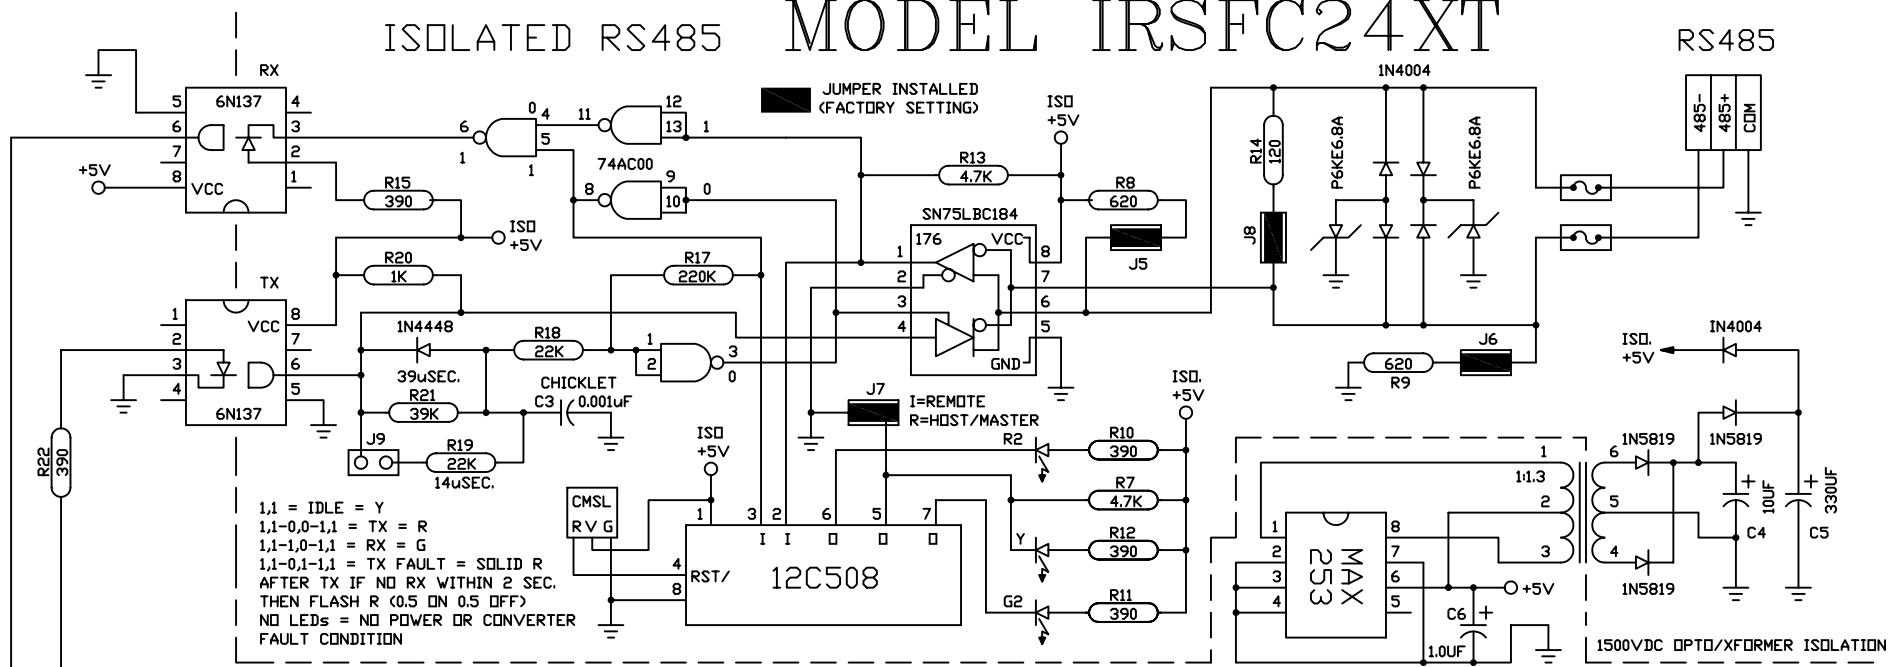 ISOLATED RS485
MODEL IRSFC24XT
RS485
JUMPER INSTALLED
(FACTORY SETTING)
485-
485+
COM
RX
6N137
5
6
7
8
VCC
4
3
2
1
+5V
R15
390
ISO
+5V
6
1
0
4
5
1
11
12
13
1
74AC00
8
9
10
0
R13
4.7K
ISO
+5V
R8
620
J5
SN75LBC184
176
VCC
GND
1
2
3
4
8
7
6
5
R14
120
J8
1N4004
P6KE6.8A
P6KE6.8A
R20
1K
R17
220K
TX
1
2
3
4
VCC
8
7
6
5
6N137
1N4448
39uSEC.
R21
39K
R18
22K
1
2
3
0
CHICKLET
C3
0.001uF
J9
R19
22K
14uSEC.
R22
390
J7
I=REMOTE
R=HOST/MASTER
ISO.
+5V
620
R9
J6
ISO.
+5V
IN4004
ISO
+5V
R2
R10
390
R7
4.7K
Y
R12
390
G2
R11
390
CMSL
R V G
1
3
2
6
5
7
I
I
O
O
O
4
RST/
8
12C508
1,1 = IDLE = Y
1,1-0,0-1,1 = TX = R
1,1-1,0-1,1 = RX = G
1,1-0,1-1,1 = TX FAULT = SOLID R
AFTER TX IF NO RX WITHIN 2 SEC.
THEN FLASH R (0.5 ON 0.5 OFF)
NO LEDs = NO POWER OR CONVERTER
FAULT CONDITION
1
2
3
4
8
7
6
5
MAX
253
1
1:1.3
2
3
6
5
4
1N5819
1N5819
1N5819
+
10UF
C4
+
330UF
C5
+5V
C6
+
1.0UF
1500VDC OPTO/XFORMER ISOLATION